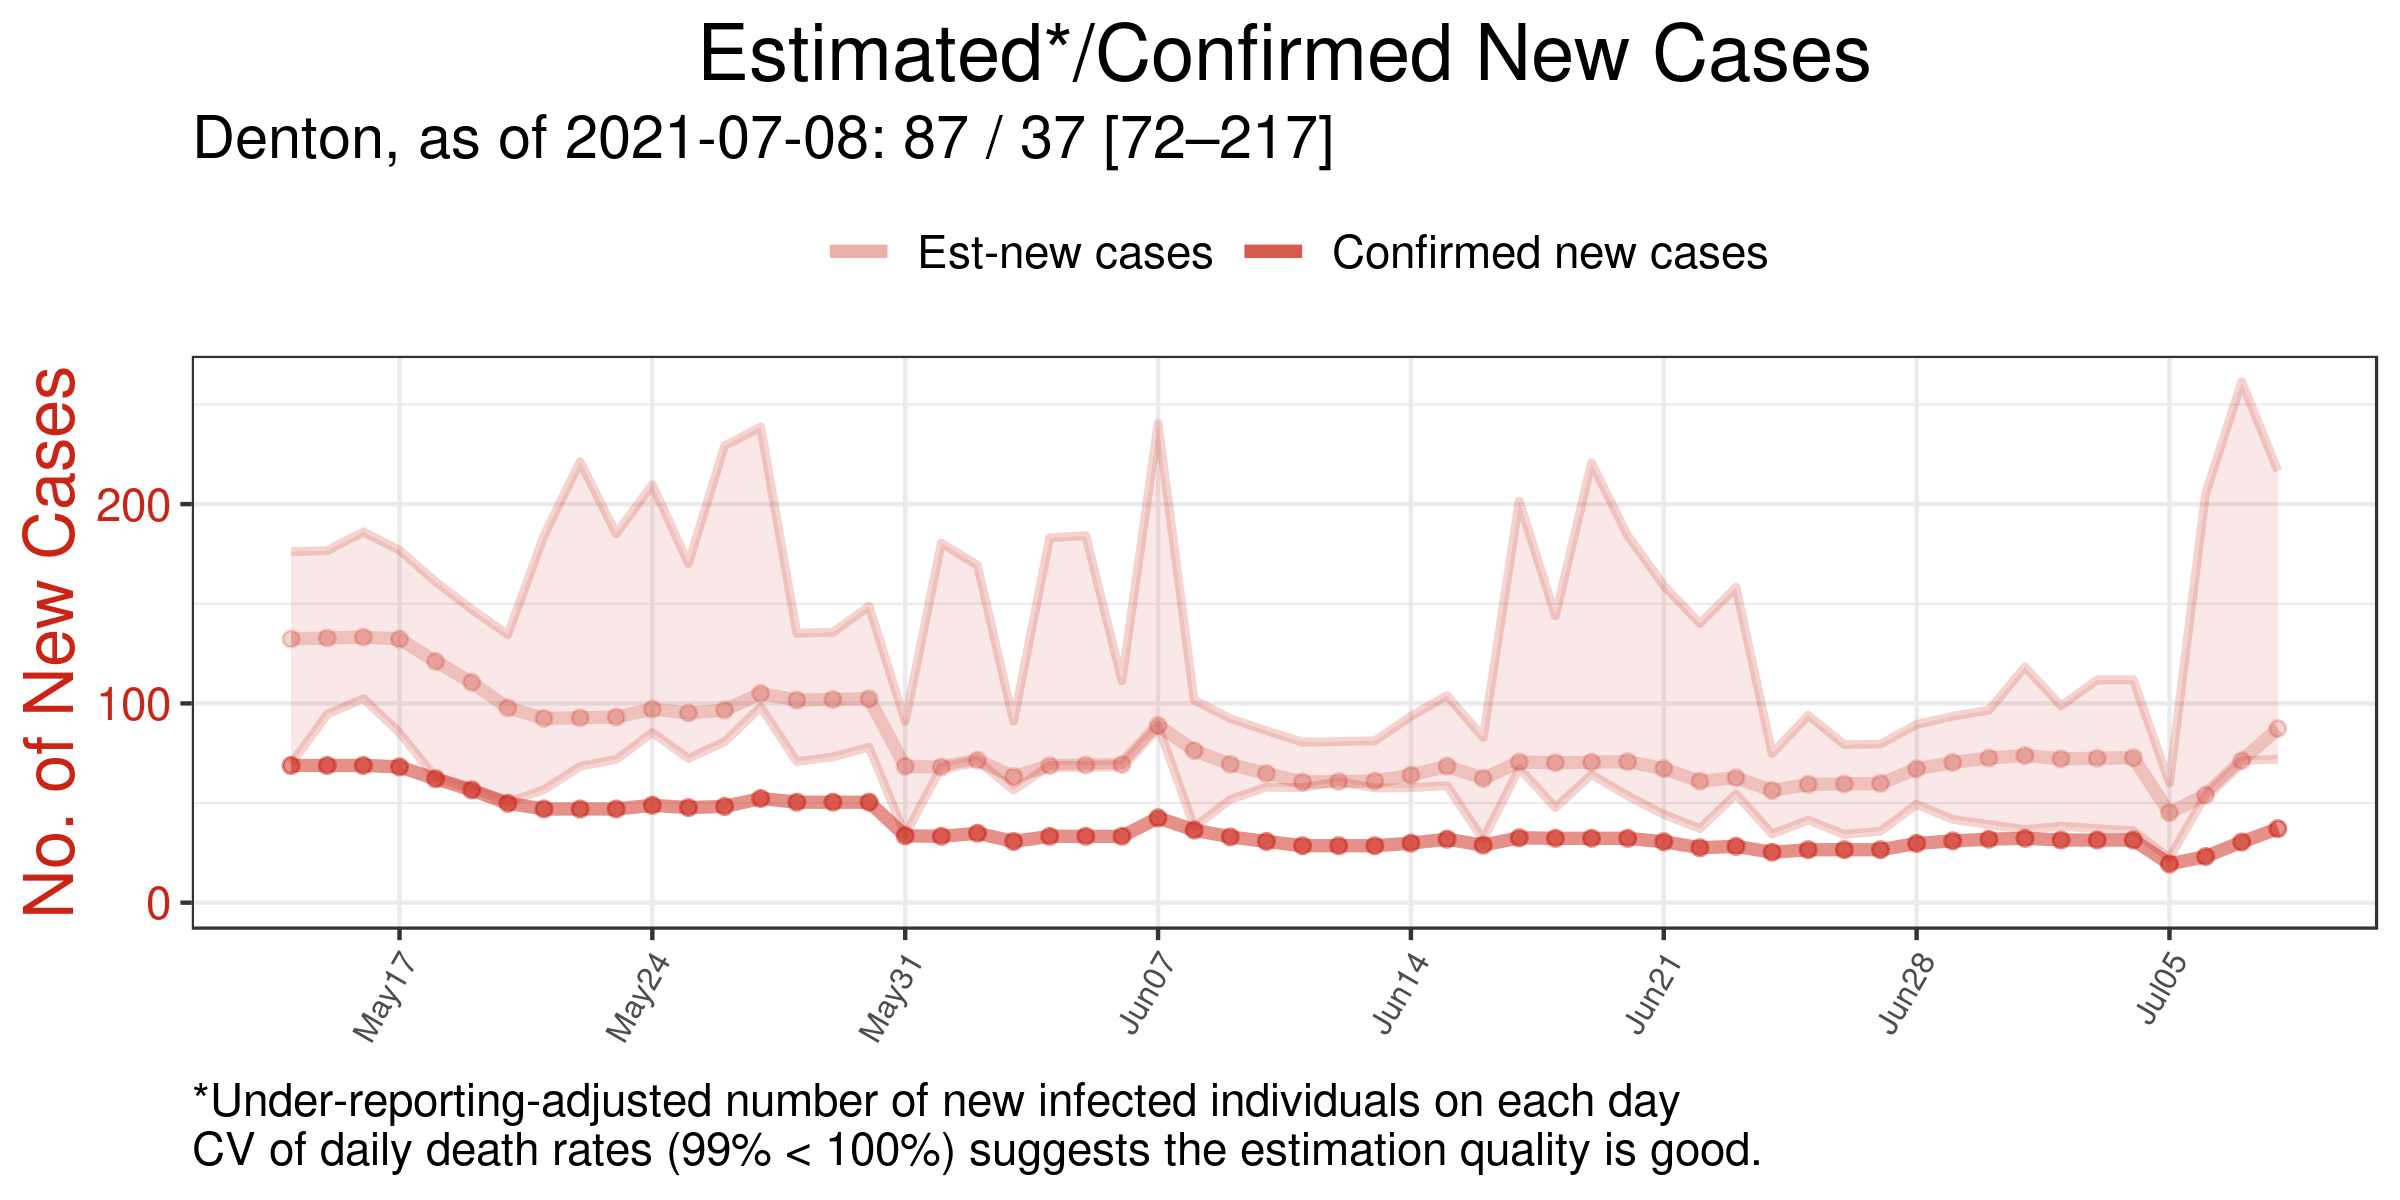 Estimated*/Confirmed New Cases
Denton, as of 2021-07-08: 87 / 37 [72–217]
Est-new cases
Confirmed new cases
No. of New Cases
200
100
0
May17
May24
May31
Jun07
Jun14
Jun21
Jun28
Jul05
*Under-reporting-adjusted number of new infected individuals on each day
CV of daily death rates (99% < 100%) suggests the estimation quality is good.